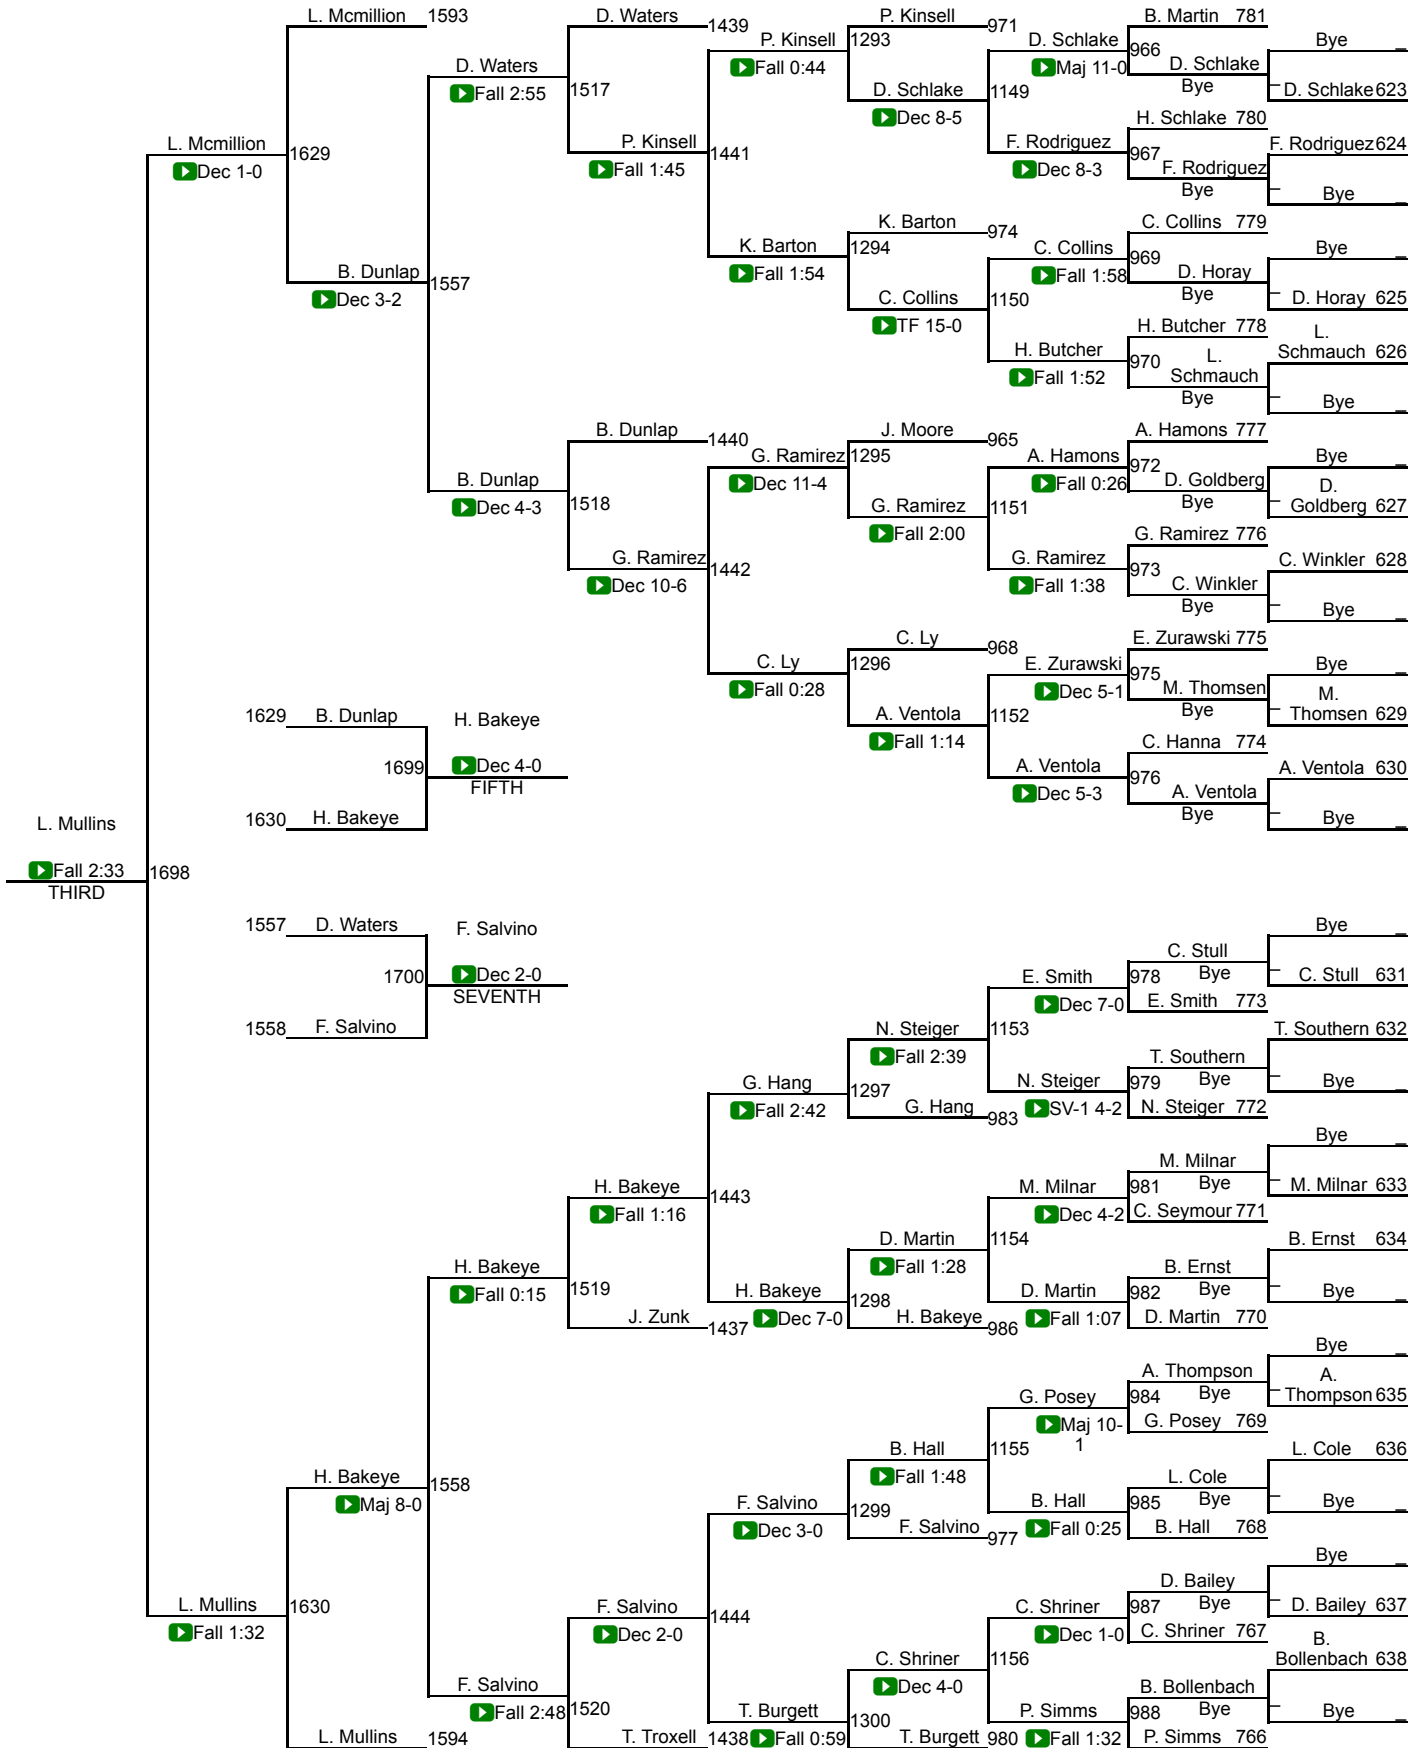 L. Mcmillion 1593
D. Waters 1439
P. Kinsell 971
B. Martin 781
P. Kinsell 1293
Fall 0:44
D. Schlake 966
Maj 11-0
Bye _
D. Schlake
Bye
_
D. Schlake 623
D. Waters
Fall 2:55
1517
D. Schlake 1149
Dec 8-5
H. Schlake 780
L. Mcmillion
Dec 1-0
1629
P. Kinsell 1441
Fall 1:45
F. Rodriguez 967
Dec 8-3
F. Rodriguez 624
F. Rodriguez
Bye
_
Bye _
K. Barton 974
C. Collins 779
K. Barton 1294
Fall 1:54
C. Collins 969
Fall 1:58
Bye _
D. Horay
Bye
_
D. Horay 625
B. Dunlap 1557
Dec 3-2
C. Collins 1150
TF 15-0
H. Butcher 778
L.
Schmauch 626
H. Butcher 970
Fall 1:52
L.
Schmauch
Bye
_
Bye _
B. Dunlap 1440
J. Moore 965
A. Hamons 777
G. Ramirez 1295
Dec 11-4
A. Hamons 972
Fall 0:26
Bye _
D. Goldberg
Bye
_
D.
Goldberg 627
B. Dunlap
Dec 4-3
1518
G. Ramirez 1151
Fall 2:00
G. Ramirez 776
G. Ramirez 1442
Dec 10-6
G. Ramirez 973
Fall 1:38
C. Winkler 628
C. Winkler
Bye
_
Bye _
C. Ly 968
E. Zurawski 775
C. Ly 1296
Fall 0:28
E. Zurawski 975
Dec 5-1
Bye _
M. Thomsen
Bye
_
M.
Thomsen 629
1629 B. Dunlap
H. Bakeye
A. Ventola 1152
Fall 1:14
C. Hanna 774
1699
Dec 4-0
FIFTH
A. Ventola 976
Dec 5-3
A. Ventola 630
A. Ventola
Bye
_
Bye _
1630 H. Bakeye
L. Mullins
Fall 2:33
THIRD
1698
1557 D. Waters
F. Salvino
Bye _
C. Stull
Bye
_
C. Stull 631
1700
Dec 2-0
SEVENTH
E. Smith 978
Dec 7-0
E. Smith 773
1558 F. Salvino
N. Steiger 1153
Fall 2:39
T. Southern 632
T. Southern
Bye
_
Bye _
G. Hang 1297
Fall 2:42
N. Steiger 979
SV-1 4-2
G. Hang 983
N. Steiger 772
Bye _
M. Milnar
Bye
_
M. Milnar 633
H. Bakeye 1443
Fall 1:16
M. Milnar 981
Dec 4-2
C. Seymour 771
D. Martin 1154
Fall 1:28
B. Ernst 634
H. Bakeye
Fall 0:15
1519
B. Ernst
Bye
_
Bye _
H. Bakeye 1298
Dec 7-0
D. Martin 982
Fall 1:07
J. Zunk 1437
H. Bakeye 986
D. Martin 770
Bye _
A. Thompson
Bye
_
A.
Thompson 635
G. Posey 984
Maj 10-
1
G. Posey 769
B. Hall 1155
Fall 1:48
L. Cole 636
H. Bakeye 1558
Maj 8-0
L. Cole
Bye
_
Bye _
F. Salvino 1299
Dec 3-0
B. Hall 985
Fall 0:25
F. Salvino 977
B. Hall 768
Bye _
D. Bailey
Bye
_
D. Bailey 637
L. Mullins 1630
Fall 1:32
F. Salvino 1444
Dec 2-0
C. Shriner 987
Dec 1-0
C. Shriner 767
C. Shriner 1156
Dec 4-0
B.
Bollenbach 638
F. Salvino 1520
Fall 2:48
B. Bollenbach
Bye
_
Bye _
T. Burgett 1300
Fall 0:59
P. Simms 988
Fall 1:32
L. Mullins 1594
T. Troxell 1438
T. Burgett 980
P. Simms 766